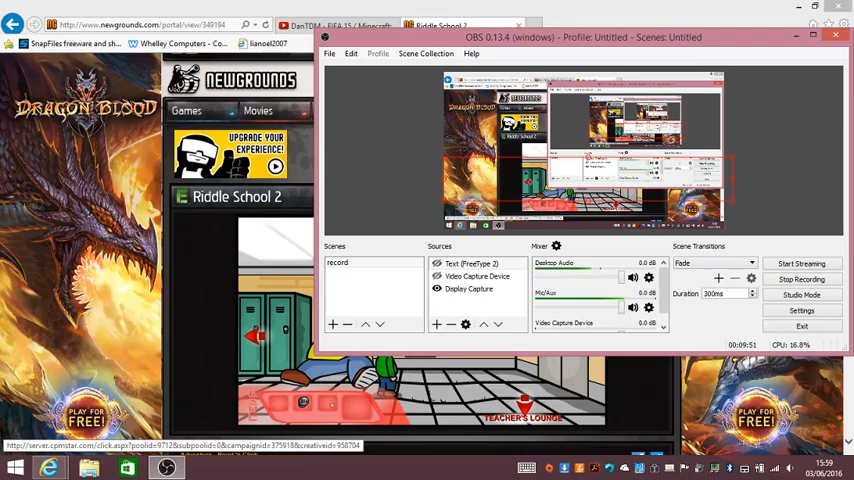 http://www.newgrounds.com/portal/view/349194
DanTDM - FIFA 15 / Minecraft:
Riddle School 2
SnapFiles freeware and sh...
Whelley Computers - Co...
lianoel2007
OBS 0.13.4 (windows) - Profile: Untitled - Scenes: Untitled
File Edit Profile Scene Collection Help
DRAGON BLOOD
NEWGROUNDS
Games Movies
UPGRADE YOUR
EXPERIENCE!
E Riddle School 2
Scenes
record
Sources
Text (FreeType 2)
Video Capture Device
Display Capture
Mixer
Desktop Audio 0.0 dB
Mic/Aux 0.0 dB
Video Capture Device 0.0 dB
Scene Transitions
Fade
Duration 300ms
Start Streaming
Stop Recording
Studio Mode
Settings
Exit
00:09:51 CPU: 16.8%
TEACHER'S LOUNGE
PLAY FOR
FREE!
PLAY FOR
FREE!
http://server.cpmstar.com/click.aspx?poolid=9712&subpoolid=0&campaignid=375918&creativeid=958704
15:59
03/06/2016